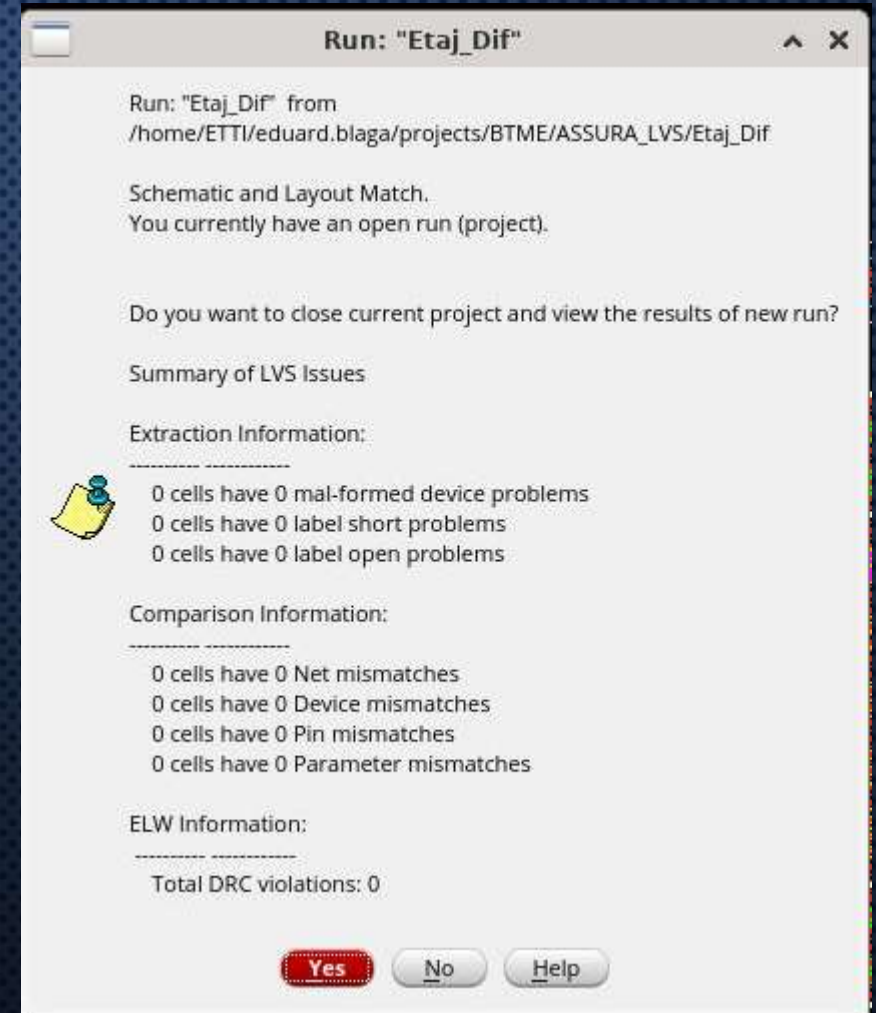 Run: "Etaj_Dif"
Run: "Etaj_Dif" from
/home/ETTI/eduard.blaga/projects/BTME/ASSURA_LVS/Etaj_Dif
Schematic and Layout Match.
You currently have an open run (project).
Do you want to close current project and view the results of new run?
Summary of LVS Issues
Extraction Information:
---------- ------------
0 cells have 0 mal-formed device problems
0 cells have 0 label short problems
0 cells have 0 label open problems
Comparison Information:
---------- ------------
0 cells have 0 Net mismatches
0 cells have 0 Device mismatches
0 cells have 0 Pin mismatches
0 cells have 0 Parameter mismatches
ELW Information:
---------- ------------
Total DRC violations: 0
Yes No Help